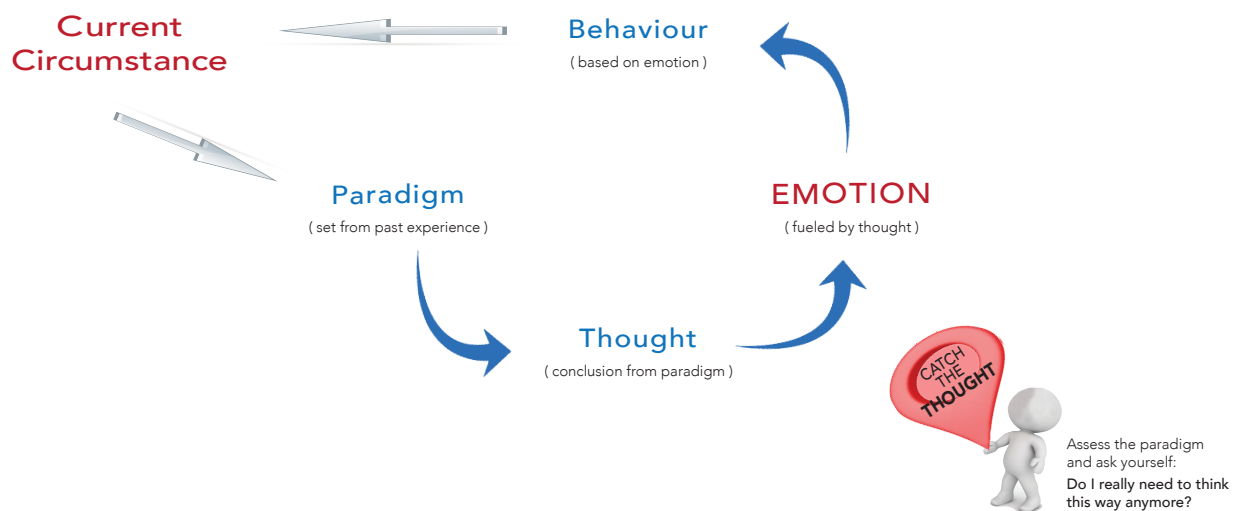 Current
Circumstance
Behaviour
( based on emotion )
Paradigm
( set from past experience )
EMOTION
( fueled by thought )
Thought
( conclusion from paradigm )
CATCH
THE
THOUGHT
Assess the paradigm
and ask yourself:
Do I really need to think
this way anymore?